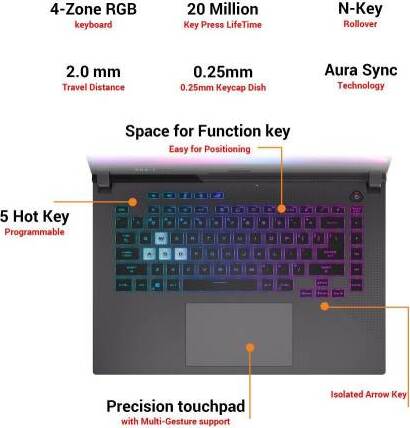 4-Zone RGB
keyboard
20 Million
Key Press LifeTime
N-Key
Rollover
2.0 mm
Travel Distance
0.25mm
0.25mm Keycap Dish
Aura Sync
Technology
Space for Function key
Easy for Positioning
5 Hot Key
Programmable
Isolated Arrow Key
Precision touchpad
with Multi-Gesture support